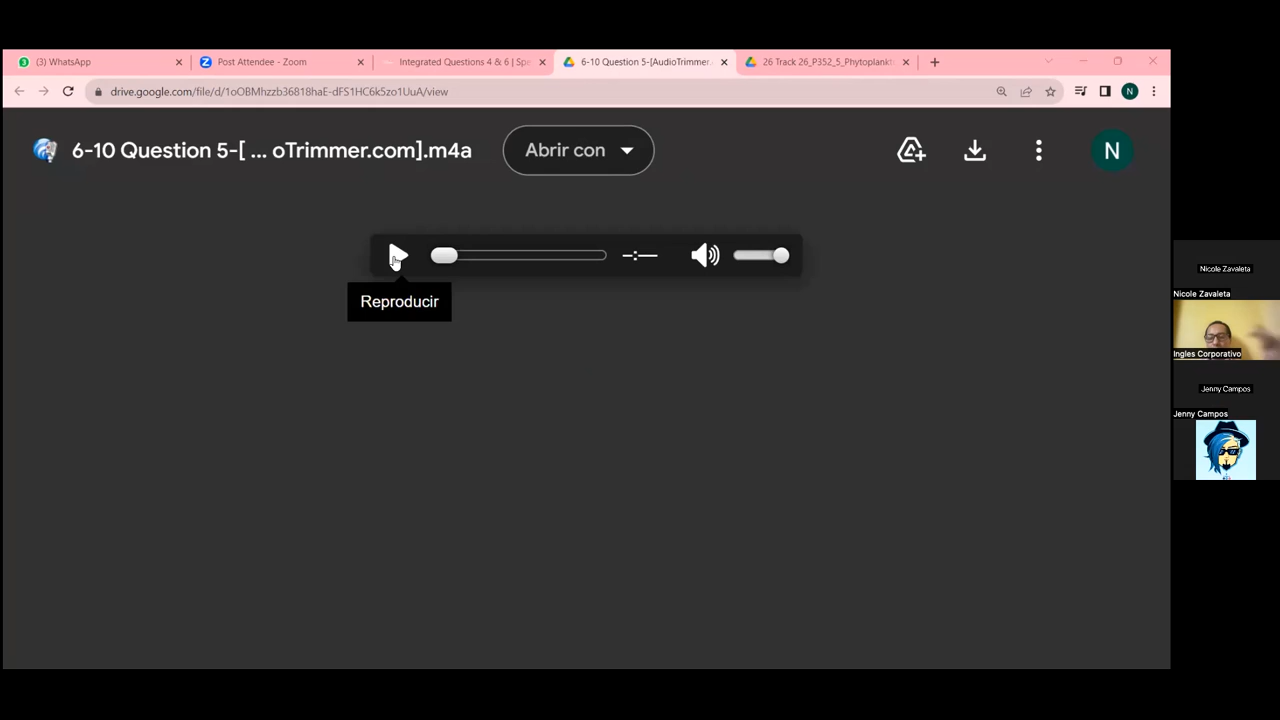 (3) WhatsApp
Post Attendee - Zoom
Integrated Questions 4 & 6 | Spe
6-10 Question 5-[AudioTrimmer.
26 Track 26_P352_5_Phytoplankt
drive.google.com/file/d/1oOBMhzzb36818haE-dFS1HC6k5zo1UuA/view
N
6-10 Question 5-[ ... oTrimmer.com].m4a
Abrir con
N
-:--
Reproducir
Nicole Zavaleta
Nicole Zavaleta
Ingles Corporativo
Jenny Campos
Jenny Campos